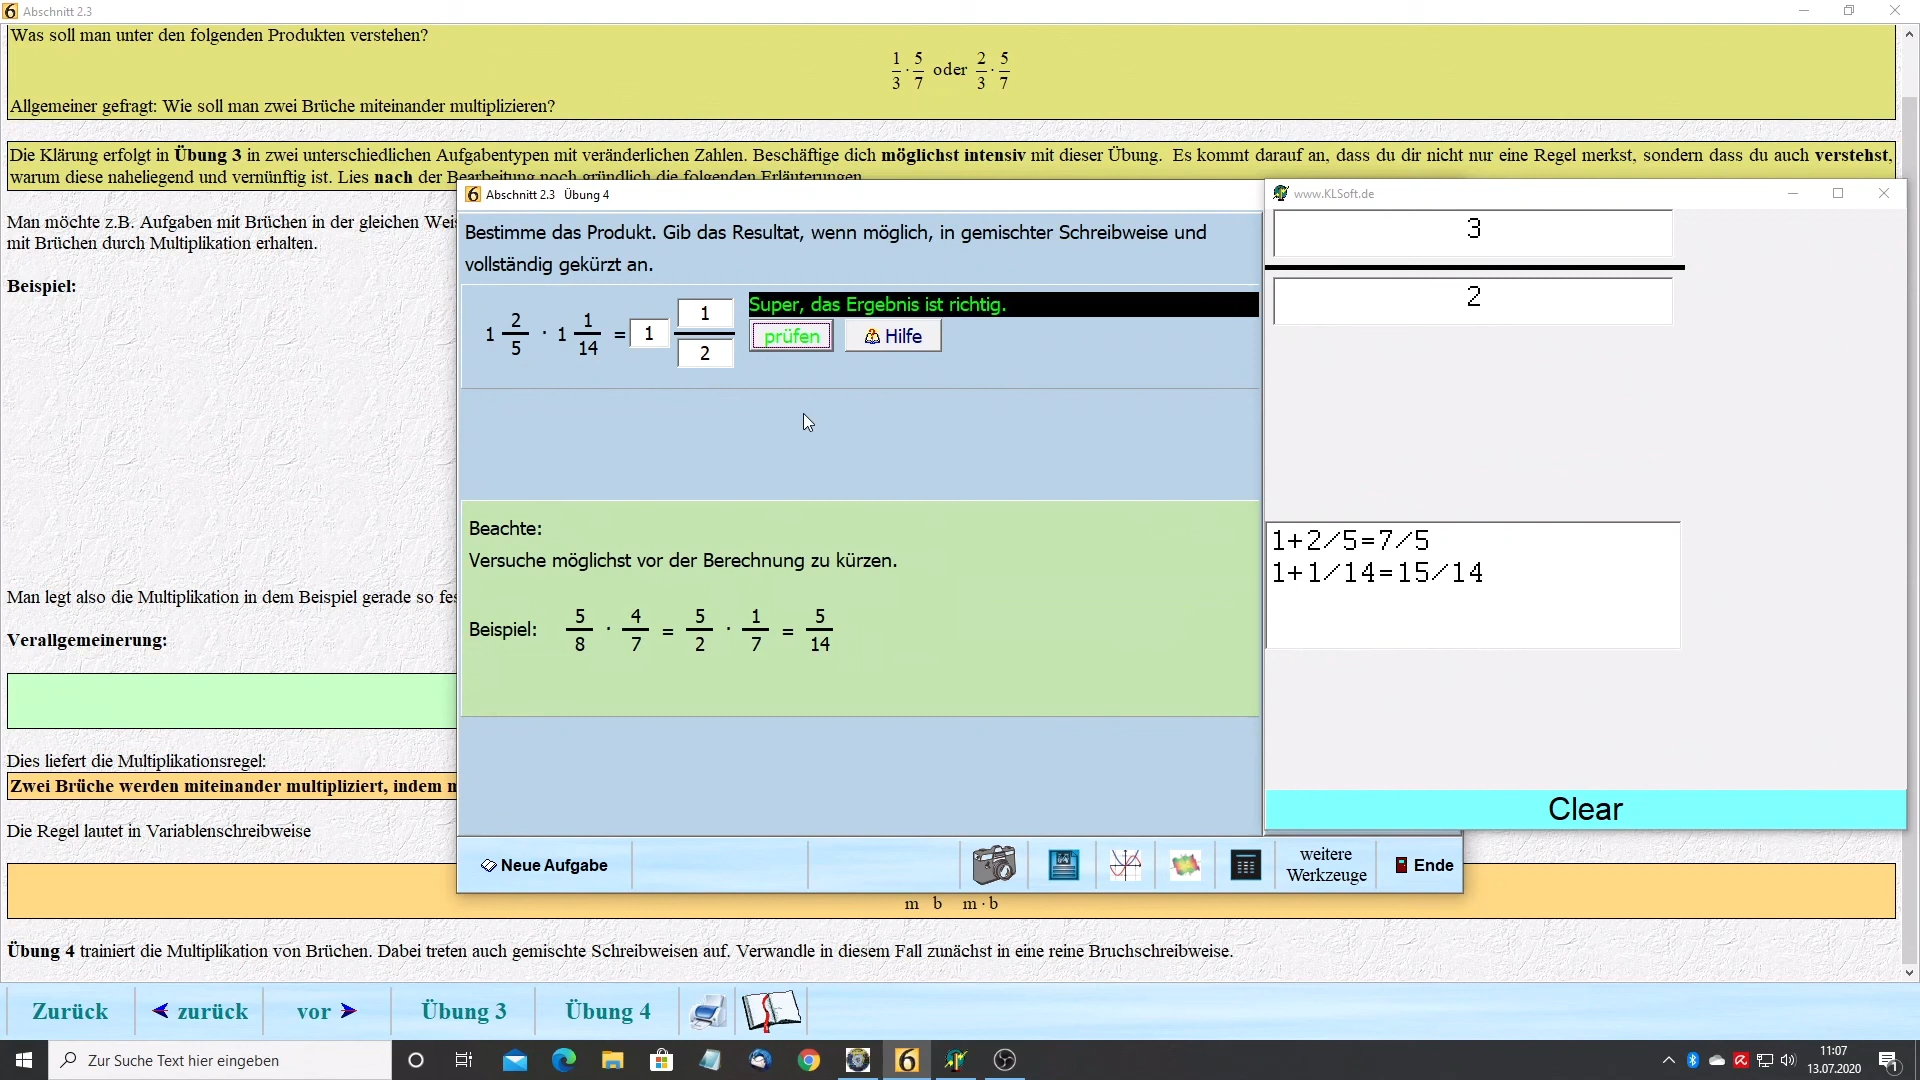 Abschnitt 2.3
Was soll man unter den folgenden Produkten verstehen?
1/3 · 5/7 oder 2/3 · 5/7
Allgemeiner gefragt: Wie soll man zwei Brüche miteinander multiplizieren?
Die Klärung erfolgt in Übung 3 in zwei unterschiedlichen Aufgabentypen mit veränderlichen Zahlen. Beschäftige dich möglichst intensiv mit dieser Übung. Es kommt darauf an, dass du dir nicht nur eine Regel merkst, sondern dass du auch verstehst,
warum diese naheliegend und vernünftig ist. Lies nach der Bearbeitung noch gründlich die folgenden Erläuterungen
Man möchte z.B. Aufgaben mit Brüchen in der gleichen Weis
mit Brüchen durch Multiplikation erhalten.
Beispiel:
Man legt also die Multiplikation in dem Beispiel gerade so fes
Verallgemeinerung:
Dies liefert die Multiplikationsregel:
Zwei Brüche werden miteinander multipliziert, indem m
Die Regel lautet in Variablenschreibweise
m b m · b
Übung 4 trainiert die Multiplikation von Brüchen. Dabei treten auch gemischte Schreibweisen auf. Verwandle in diesem Fall zunächst in eine reine Bruchschreibweise.
Abschnitt 2.3 Übung 4
Bestimme das Produkt. Gib das Resultat, wenn möglich, in gemischter Schreibweise und
vollständig gekürzt an.
1 2/5 · 1 1/14 = 1 1/2
Super, das Ergebnis ist richtig.
prüfen Hilfe
Beachte:
Versuche möglichst vor der Berechnung zu kürzen.
Beispiel: 5/8 · 4/7 = 5/2 · 1/7 = 5/14
Neue Aufgabe
weitere
Werkzeuge
Ende
www.KLSoft.de
3
2
1+2/5=7/5
1+1/14=15/14
Clear
Zurück zurück vor Übung 3 Übung 4
Zur Suche Text hier eingeben
6
11:07
13.07.2020
1